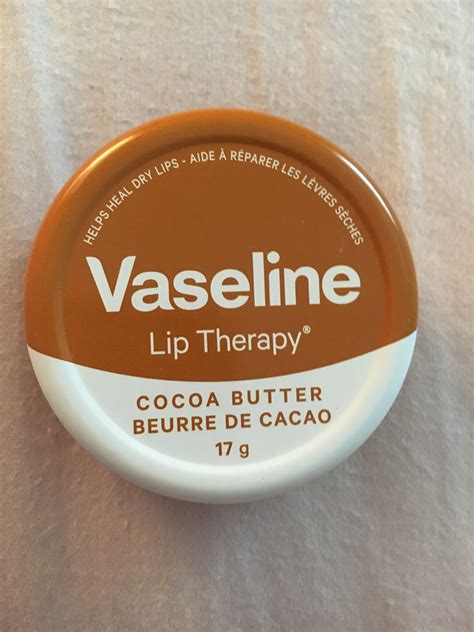 HELPS HEAL DRY LIPS - AIDE À RÉPARER LES LÈVRES SÈCHES
Vaseline
Lip Therapy®
COCOA BUTTER
BEURRE DE CACAO
17 g